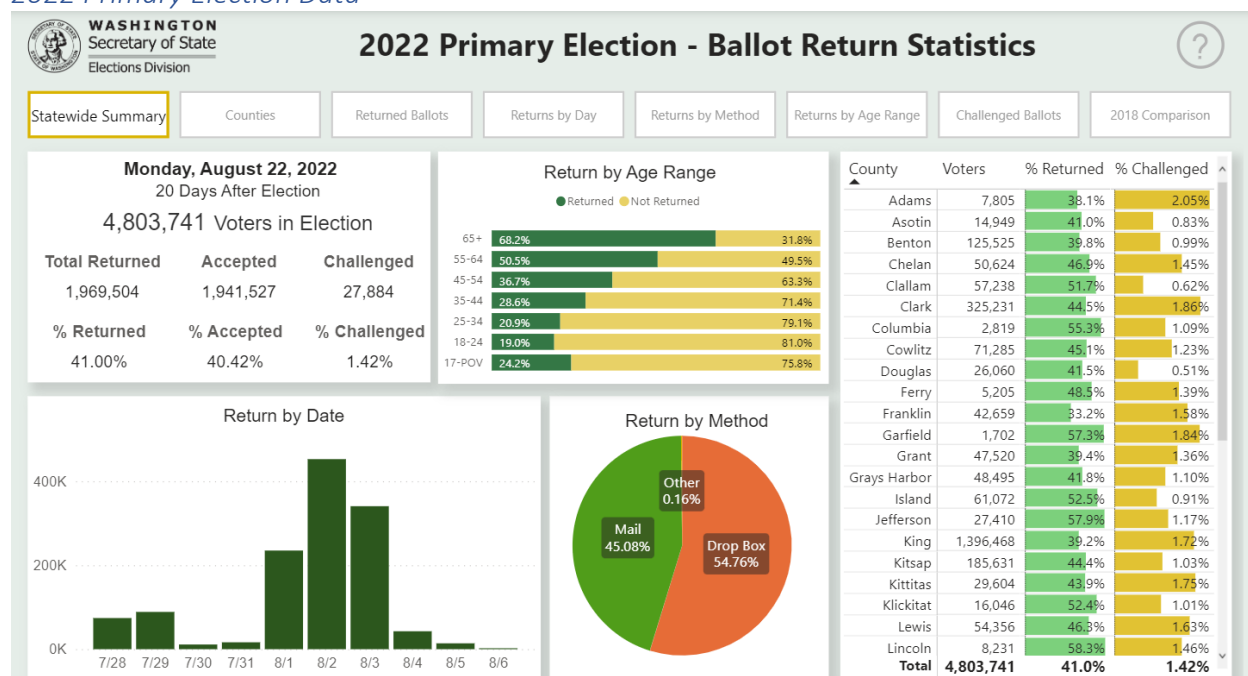 2022 Primary Election Data
WASHINGTON
Secretary of State
Elections Division
2022 Primary Election - Ballot Return Statistics
?
Statewide Summary
Counties
Returned Ballots
Returns by Day
Returns by Method
Returns by Age Range
Challenged Ballots
2018 Comparison
Monday, August 22, 2022
20 Days After Election
4,803,741 Voters in Election
Total Returned Accepted Challenged
1,969,504 1,941,527 27,884
% Returned % Accepted % Challenged
41.00% 40.42% 1.42%
Return by Age Range
Returned Not Returned
65+ 68.2% 31.8%
55-64 50.5% 49.5%
45-54 36.7% 63.3%
35-44 28.6% 71.4%
25-34 20.9% 79.1%
18-24 19.0% 81.0%
17-POV 24.2% 75.8%
County Voters % Returned % Challenged
Adams 7,805 38.1% 2.05%
Asotin 14,949 41.0% 0.83%
Benton 125,525 39.8% 0.99%
Chelan 50,624 46.9% 1.45%
Clallam 57,238 51.7% 0.62%
Clark 325,231 44.5% 1.86%
Columbia 2,819 55.3% 1.09%
Cowlitz 71,285 45.1% 1.23%
Douglas 26,060 41.5% 0.51%
Ferry 5,205 48.5% 1.39%
Franklin 42,659 33.2% 1.58%
Garfield 1,702 57.3% 1.84%
Grant 47,520 39.4% 1.36%
Grays Harbor 48,495 41.8% 1.10%
Island 61,072 52.5% 0.91%
Jefferson 27,410 57.9% 1.17%
King 1,396,468 39.2% 1.72%
Kitsap 185,631 44.4% 1.03%
Kittitas 29,604 43.9% 1.75%
Klickitat 16,046 52.4% 1.01%
Lewis 54,356 46.3% 1.63%
Lincoln 8,231 58.3% 1.46%
Total 4,803,741 41.0% 1.42%
Return by Date
400K
200K
0K
7/28 7/29 7/30 7/31 8/1 8/2 8/3 8/4 8/5 8/6
Return by Method
Other
0.16%
Mail
45.08%
Drop Box
54.76%